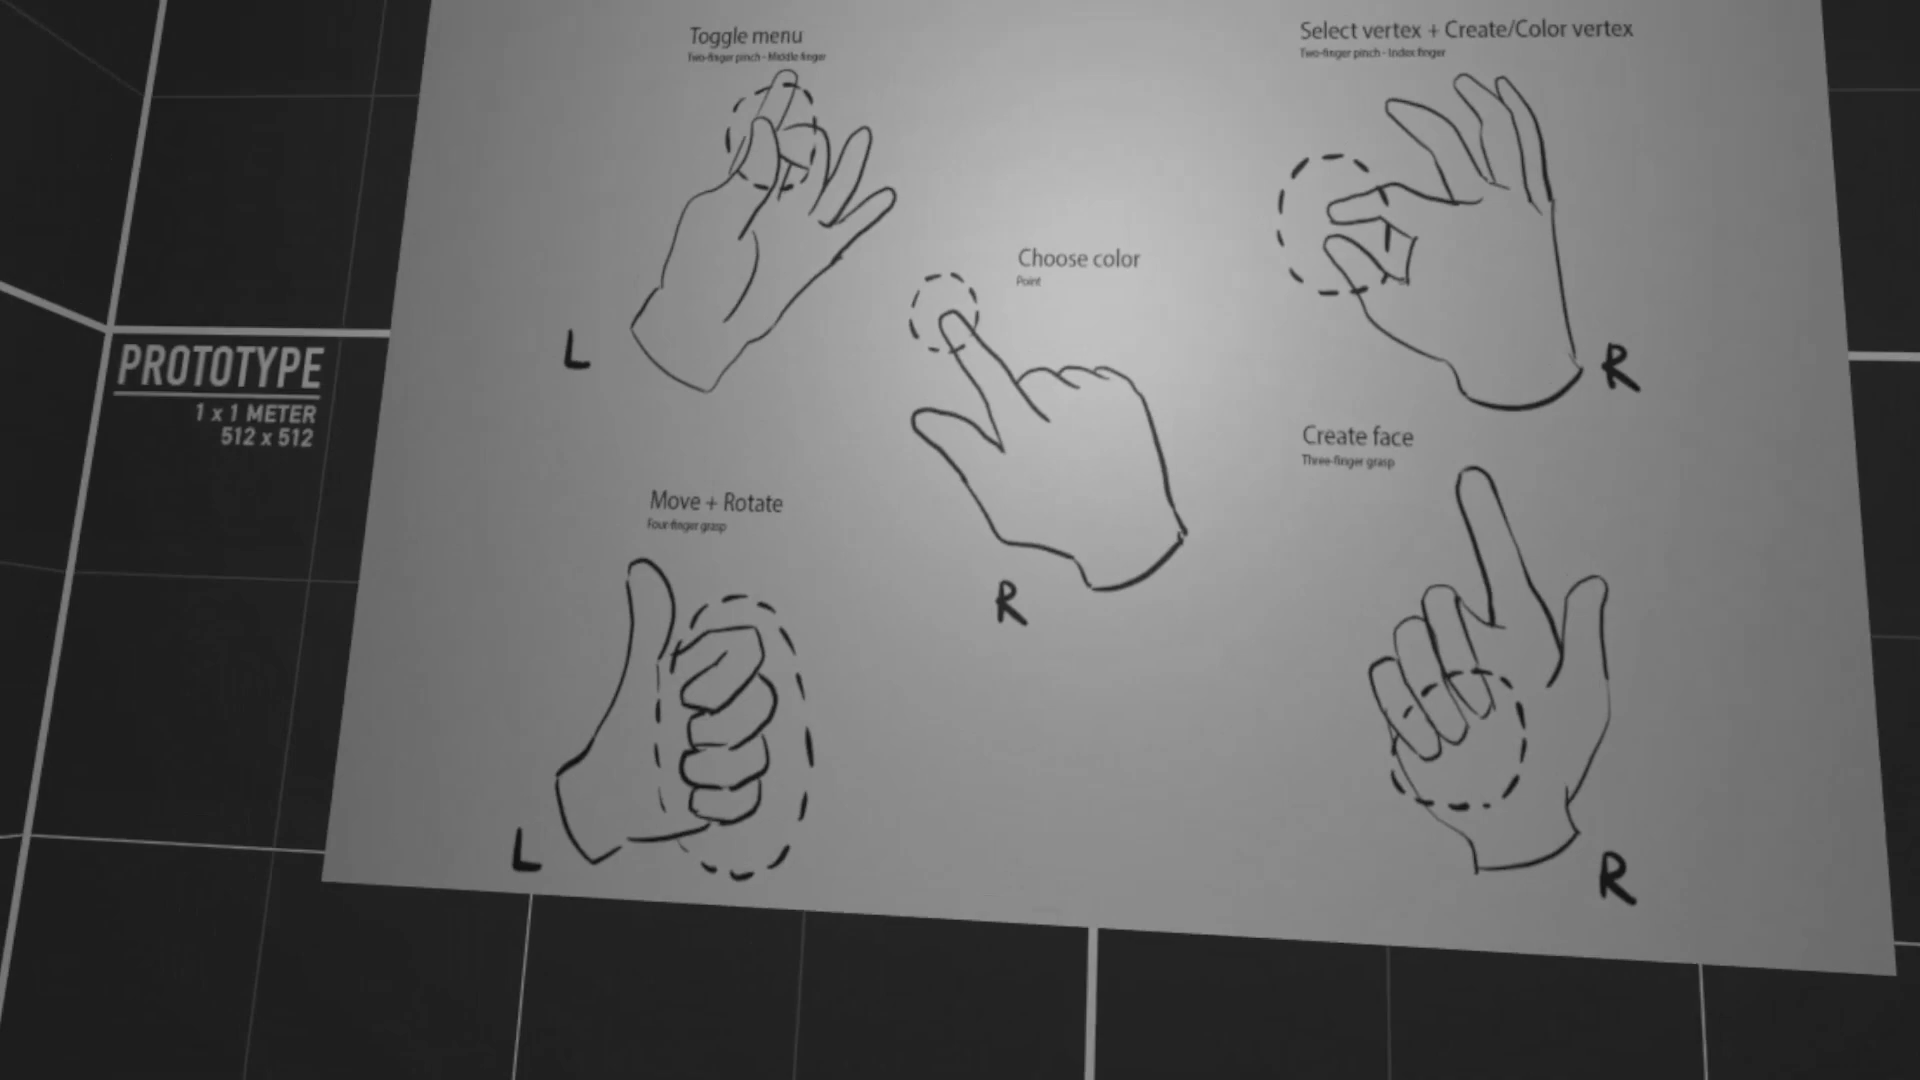 Toggle menu
Two-finger pinch - Middle finger
L
Select vertex + Create/Color vertex
Two-finger pinch - Index finger
R
Choose color
Point
R
PROTOTYPE
1 x 1 METER
512 x 512
Move + Rotate
Four-finger grasp
L
Create face
Three-finger grasp
R